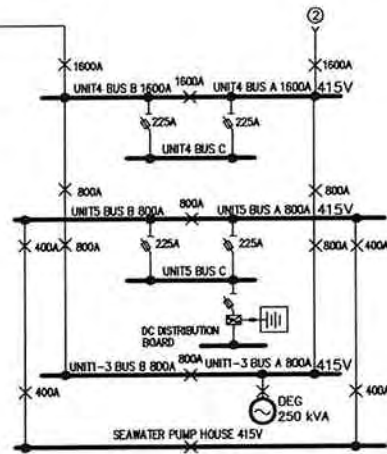 2
1600A
1600A
1600A
UNIT4 BUS B 1600A
UNIT4 BUS A 1600A
415V
225A
225A
UNIT4 BUS C
800A
800A
800A
UNIT5 BUS B 800A
UNIT5 BUS A 800A
415V
400A
800A
225A
225A
800A
400A
UNIT5 BUS C
DC DISTRIBUTION
BOARD
800A
UNIT1-3 BUS B 800A
UNIT1-3 BUS A 800A
415V
400A
400A
DEG
250 kVA
SEAWATER PUMP HOUSE 415V